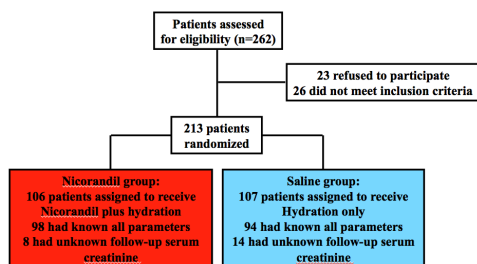 Patients assessed
for eligibility (n=262)
23 refused to participate
26 did not meet inclusion criteria
213 patients
randomized
Nicorandil group:
106 patients assigned to receive
Nicorandil plus hydration
98 had known all parameters
8 had unknown follow-up serum
creatinine
Saline group:
107 patients assigned to receive
Hydration only
94 had known all parameters
14 had unknown follow-up serum
creatinine